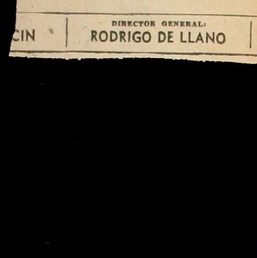 DIRECTOR GENERAL:
CIN
RODRIGO DE LLANO